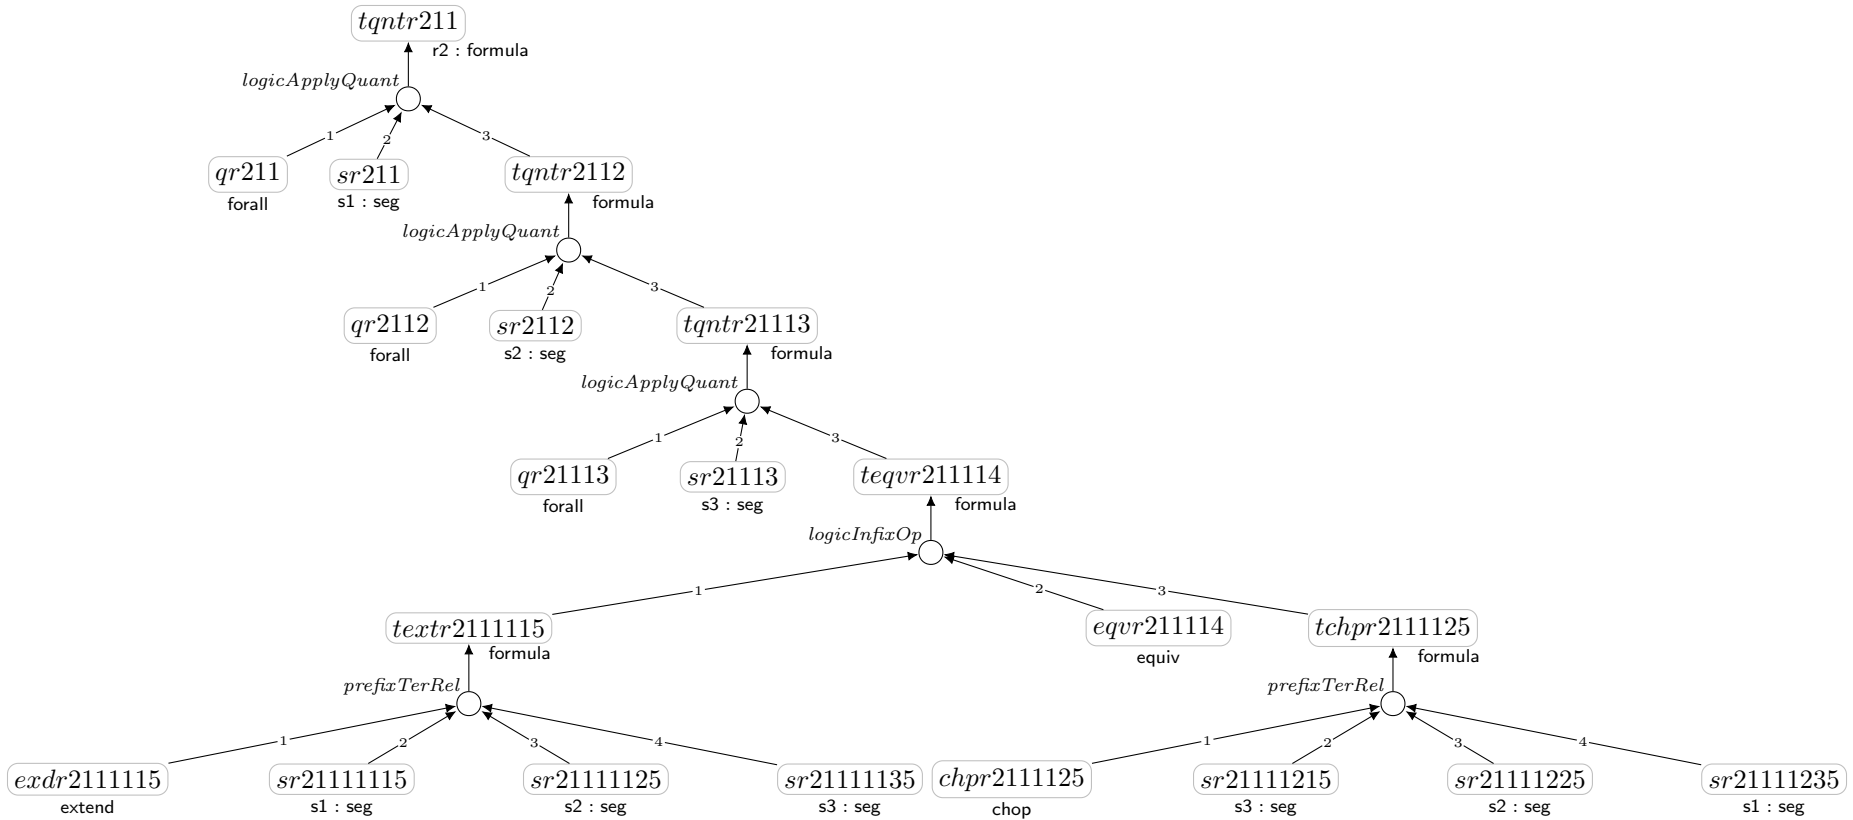 tqntr211
r2 : formula
logicApplyQuant
1
2
3
qr211
sr211
tqntr2112
forall
s1 : seg
formula
logicApplyQuant
1
2
3
qr2112
sr2112
tqntr21113
forall
s2 : seg
formula
logicApplyQuant
1
2
3
qr21113
sr21113
teqvr211114
forall
s3 : seg
formula
logicInfixOp
1
2
3
textr2111115
eqvr211114
tchpr2111125
formula
equiv
formula
prefixTerRel
prefixTerRel
1
2
3
4
1
2
3
4
exdr2111115
sr21111115
sr21111125
sr21111135
chpr2111125
sr21111215
sr21111225
sr21111235
extend
s1 : seg
s2 : seg
s3 : seg
chop
s3 : seg
s2 : seg
s1 : seg